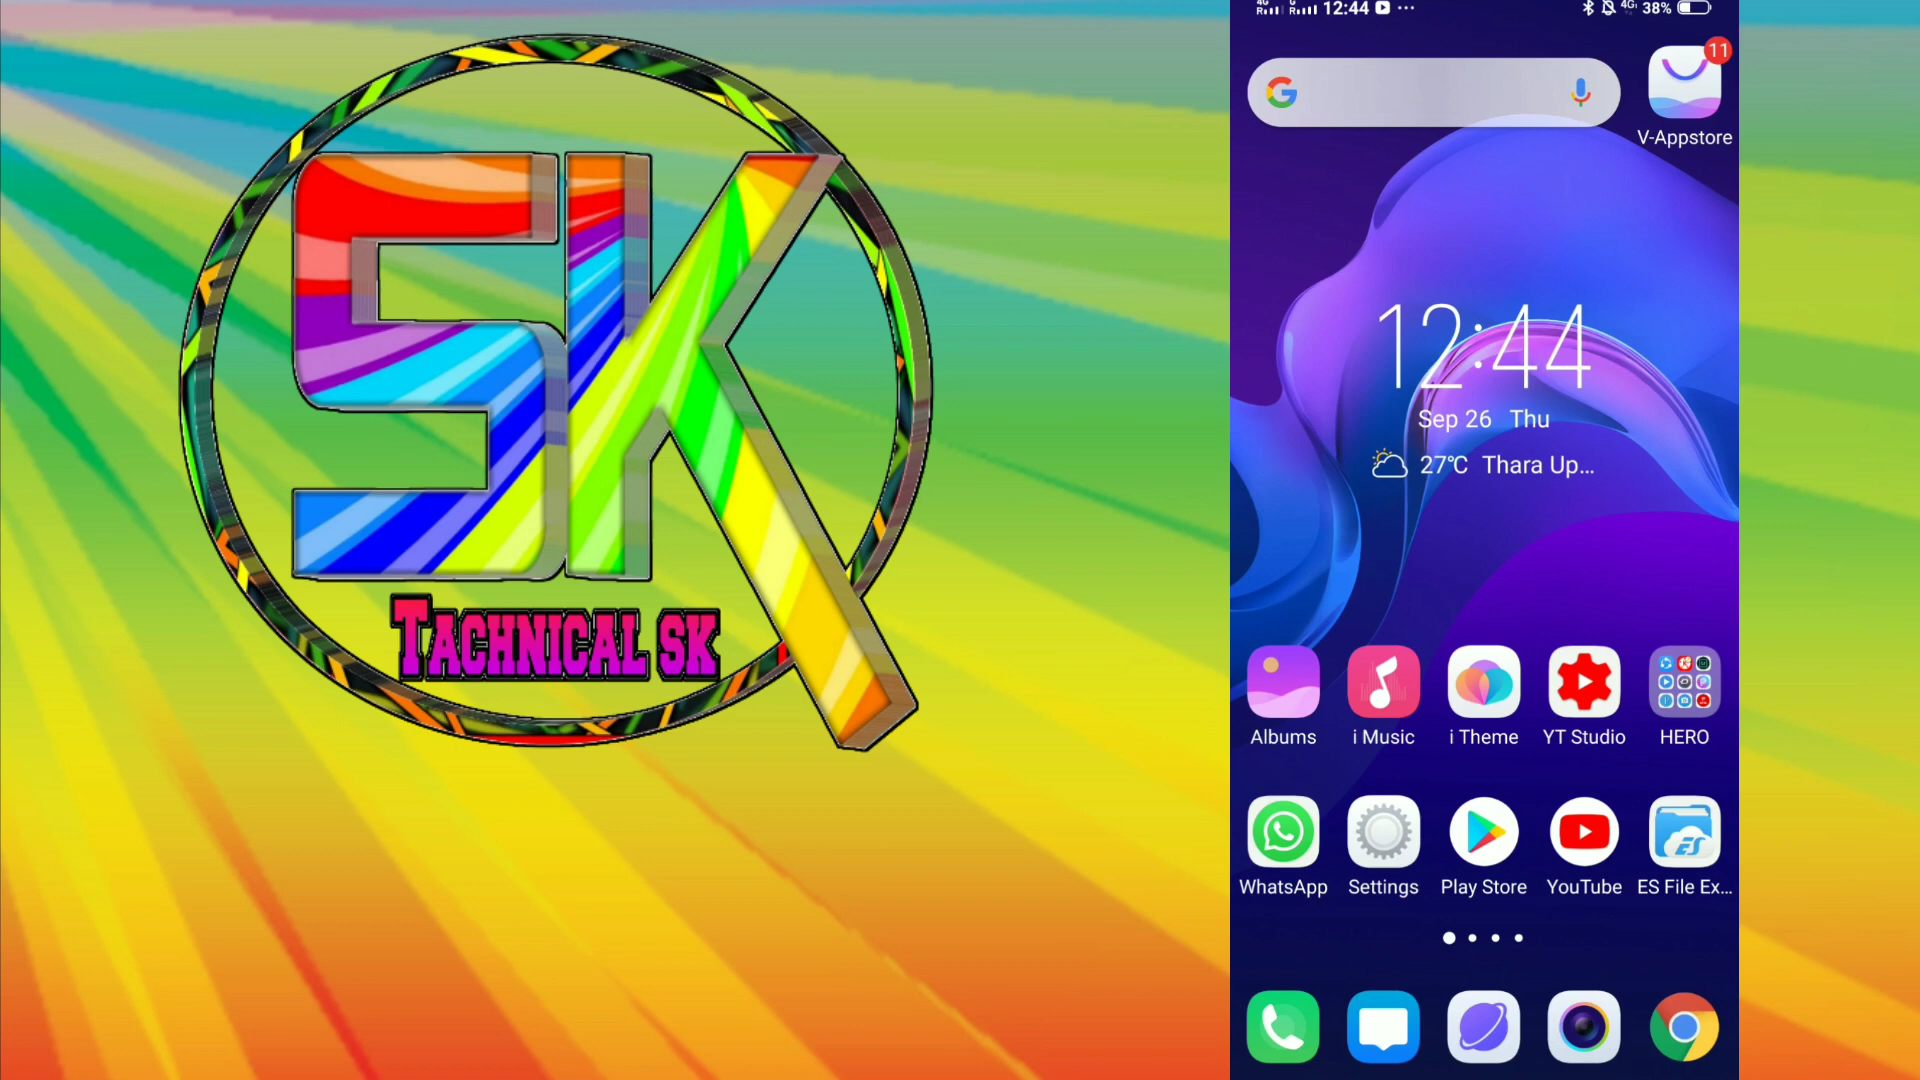 SK
TACHNICAL SK
12:44 ... 4G 38%
11
V-Appstore
12:44
Sep 26 Thu
27℃ Thara Up...
Albums i Music i Theme YT Studio HERO
WhatsApp Settings Play Store YouTube ES File Ex...